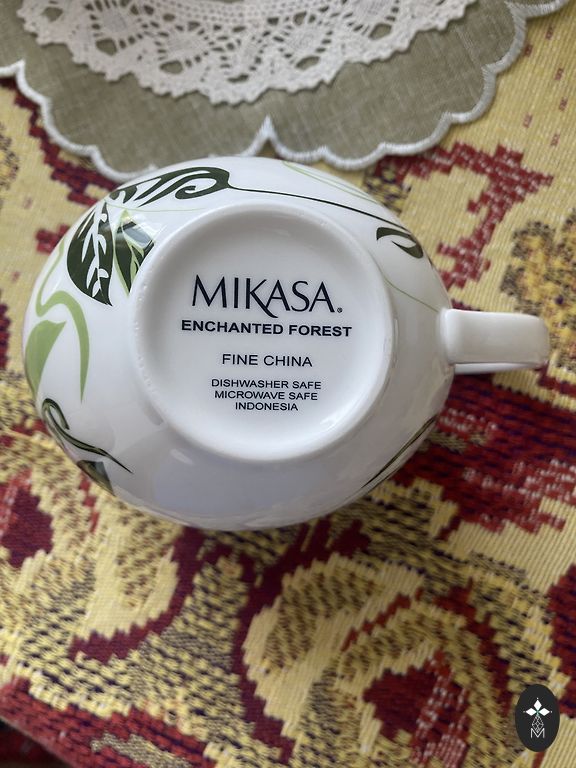 MIKASA®
ENCHANTED FOREST
FINE CHINA
DISHWASHER SAFE
MICROWAVE SAFE
INDONESIA
M